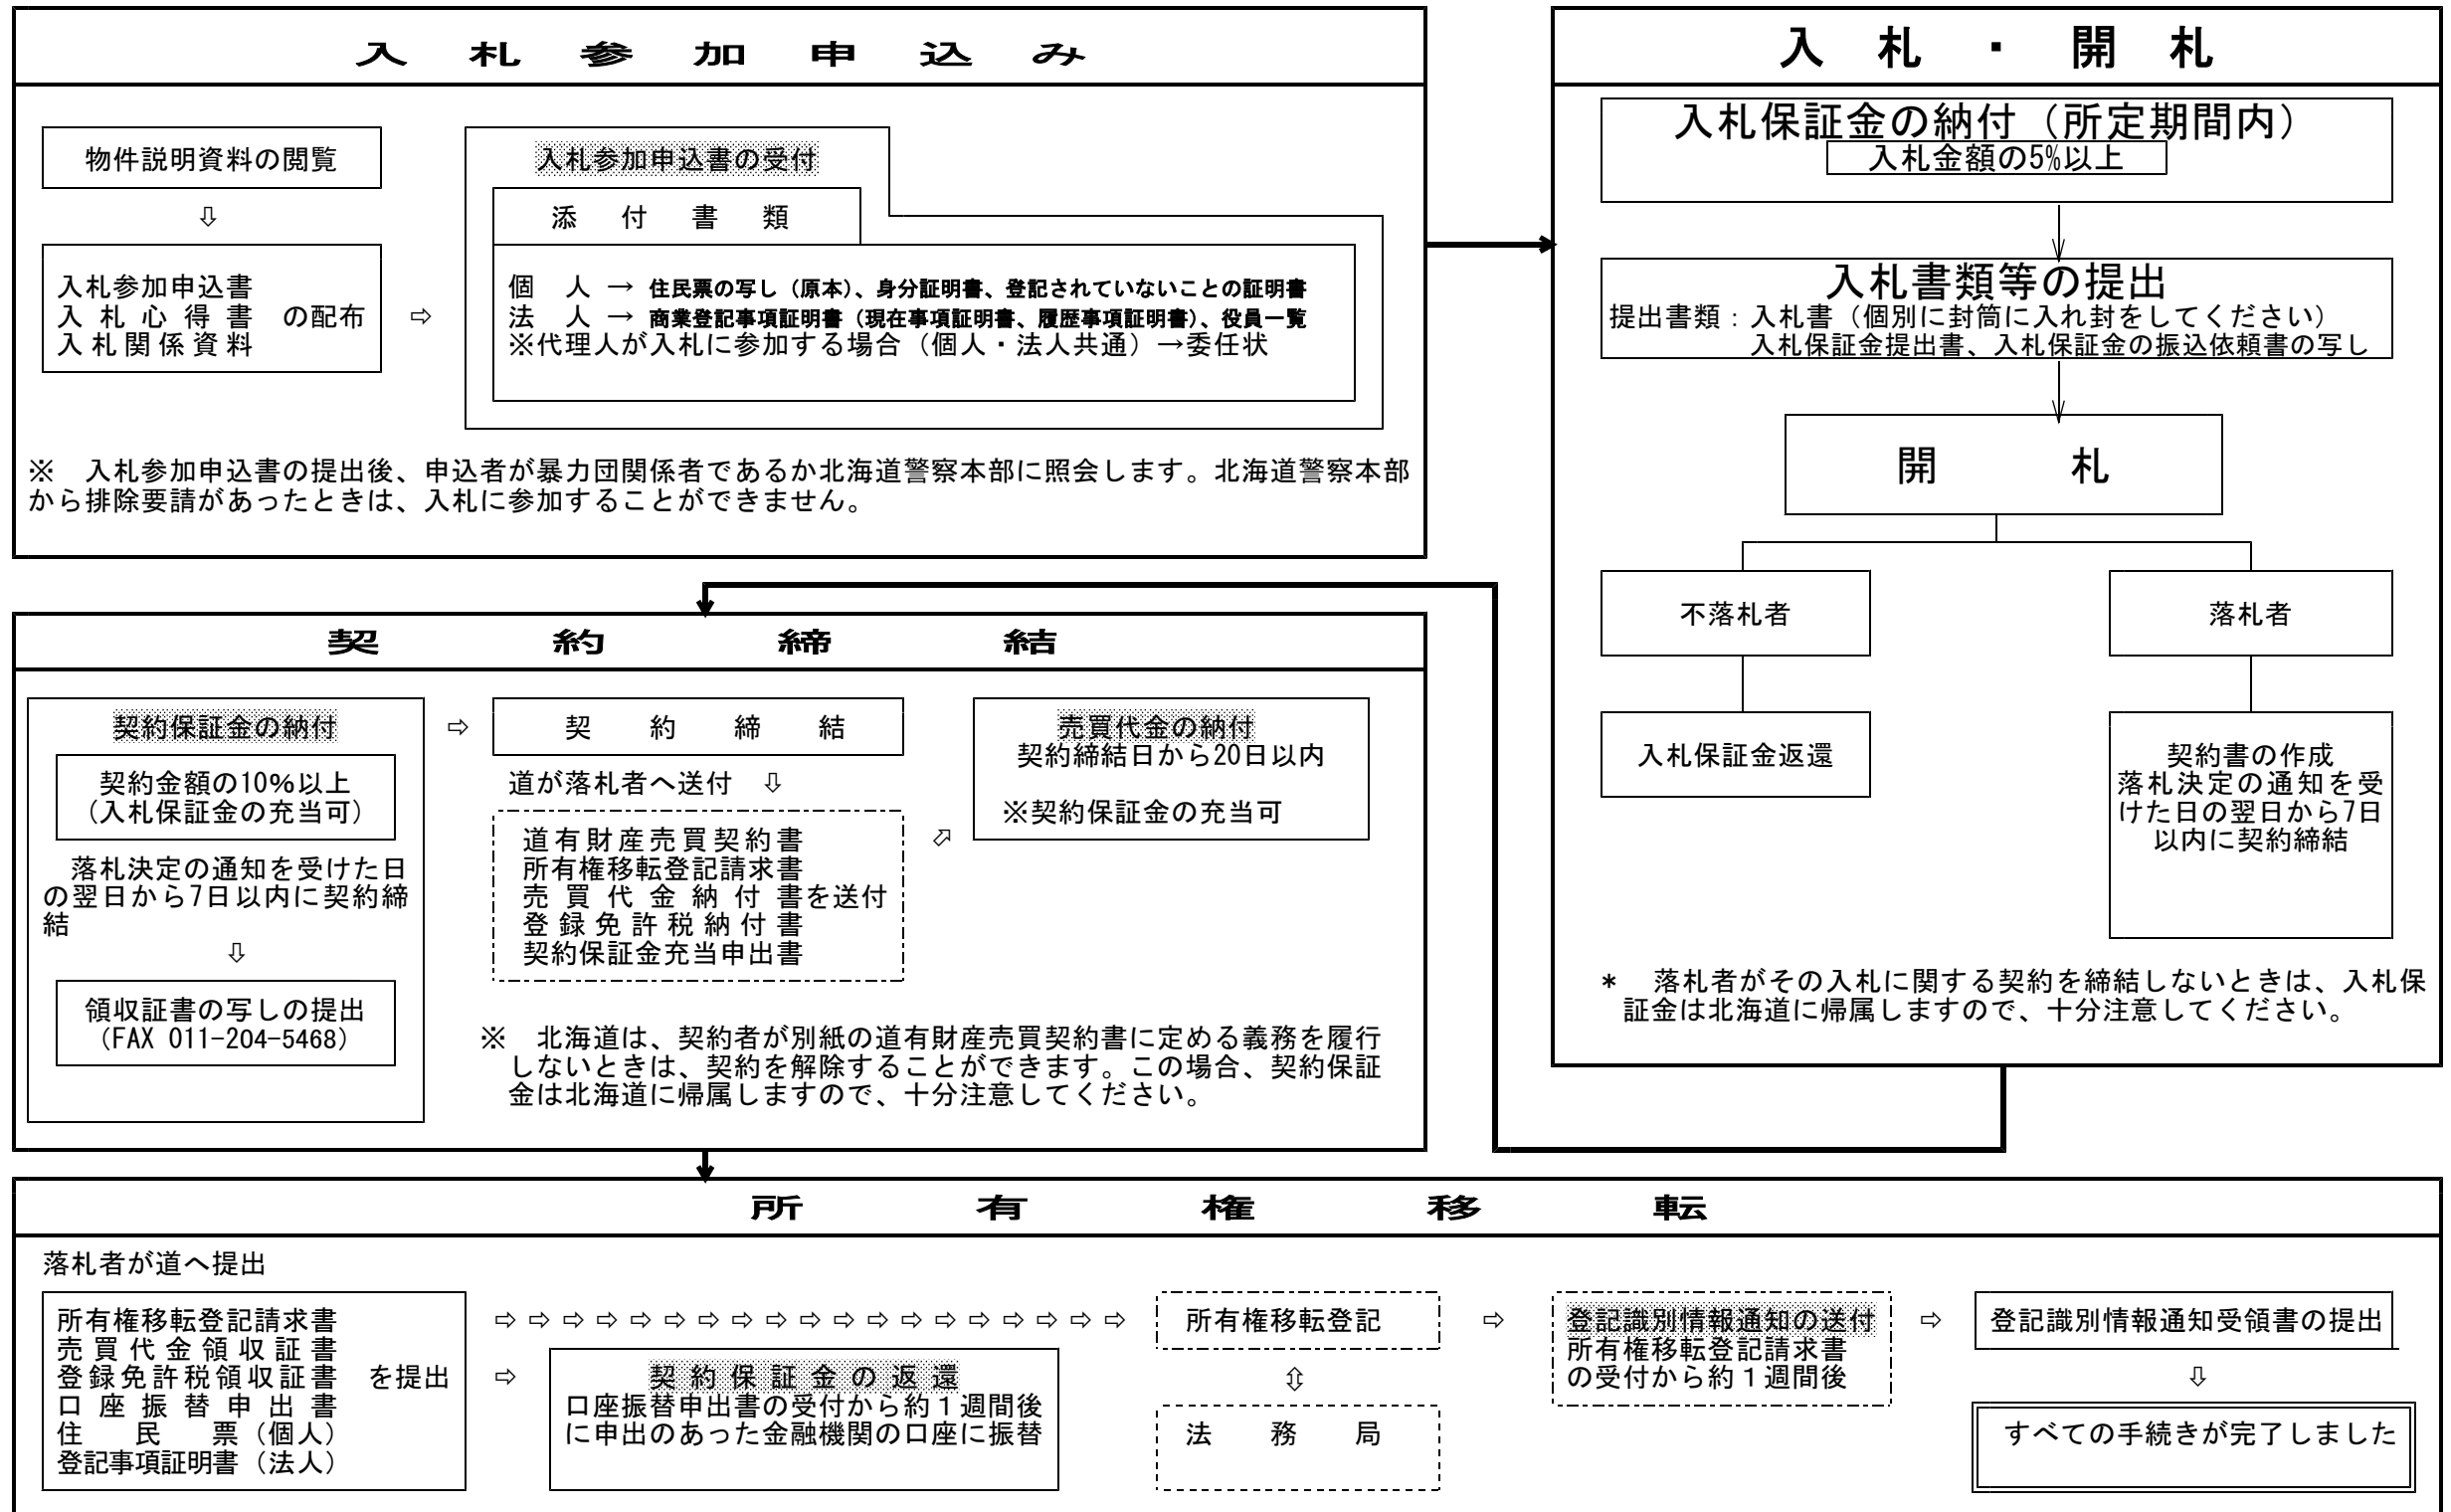 入札参加申込み
物件説明資料の閲覧
⇩
入札参加申込書
入札心得書　の配布
入札関係資料
⇨
入札参加申込書の受付
添付書類
個　人 → 住民票の写し（原本）、身分証明書、登記されていないことの証明書
法　人 → 商業登記事項証明書（現在事項証明書、履歴事項証明書）、役員一覧
※代理人が入札に参加する場合（個人・法人共通）→委任状
※　入札参加申込書の提出後、申込者が暴力団関係者であるか北海道警察本部に照会します。北海道警察本部
から排除要請があったときは、入札に参加することができません。
入札・開札
入札保証金の納付（所定期間内）
入札金額の5%以上
入札書類等の提出
提出書類：入札書（個別に封筒に入れ封をしてください）
入札保証金提出書、入札保証金の振込依頼書の写し
開　札
不落札者
落札者
入札保証金返還
契約書の作成
落札決定の通知を受
けた日の翌日から7日
以内に契約締結
*　落札者がその入札に関する契約を締結しないときは、入札保
証金は北海道に帰属しますので、十分注意してください。
契約締結
契約保証金の納付
契約金額の10%以上
（入札保証金の充当可）
落札決定の通知を受けた日
の翌日から7日以内に契約締
結
⇩
領収証書の写しの提出
（FAX 011-204-5468）
⇨
契約締結
道が落札者へ送付　⇩
道有財産売買契約書
所有権移転登記請求書
売買代金納付書を送付
登録免許税納付書
契約保証金充当申出書
⬀
売買代金の納付
契約締結日から20日以内
※契約保証金の充当可
※　北海道は、契約者が別紙の道有財産売買契約書に定める義務を履行
しないときは、契約を解除することができます。この場合、契約保証
金は北海道に帰属しますので、十分注意してください。
所有権移転
落札者が道へ提出
所有権移転登記請求書
売買代金領収証書
登録免許税領収証書　を提出
口座振替申出書
住民票（個人）
登記事項証明書（法人）
⇨⇨⇨⇨⇨⇨⇨⇨⇨⇨⇨⇨⇨⇨⇨⇨⇨⇨⇨
⇨
契約保証金の返還
口座振替申出書の受付から約１週間後
に申出のあった金融機関の口座に振替
所有権移転登記
⇳
法務局
⇨
登記識別情報通知の送付
所有権移転登記請求書
の受付から約１週間後
⇨
登記識別情報通知受領書の提出
⇩
すべての手続きが完了しました